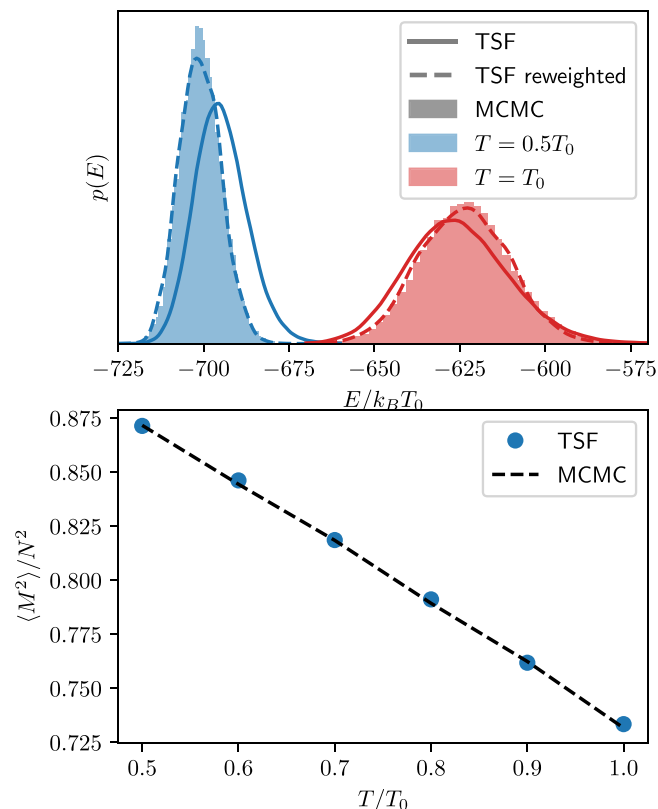 TSF
TSF reweighted
MCMC
T = 0.5T₀
T = T₀
p(E)
−725 −700 −675 −650 −625 −600 −575
E/k_BT₀
0.875
0.850
0.825
0.800
0.775
0.750
0.725
⟨M²⟩/N²
TSF
MCMC
0.5 0.6 0.7 0.8 0.9 1.0
T/T₀